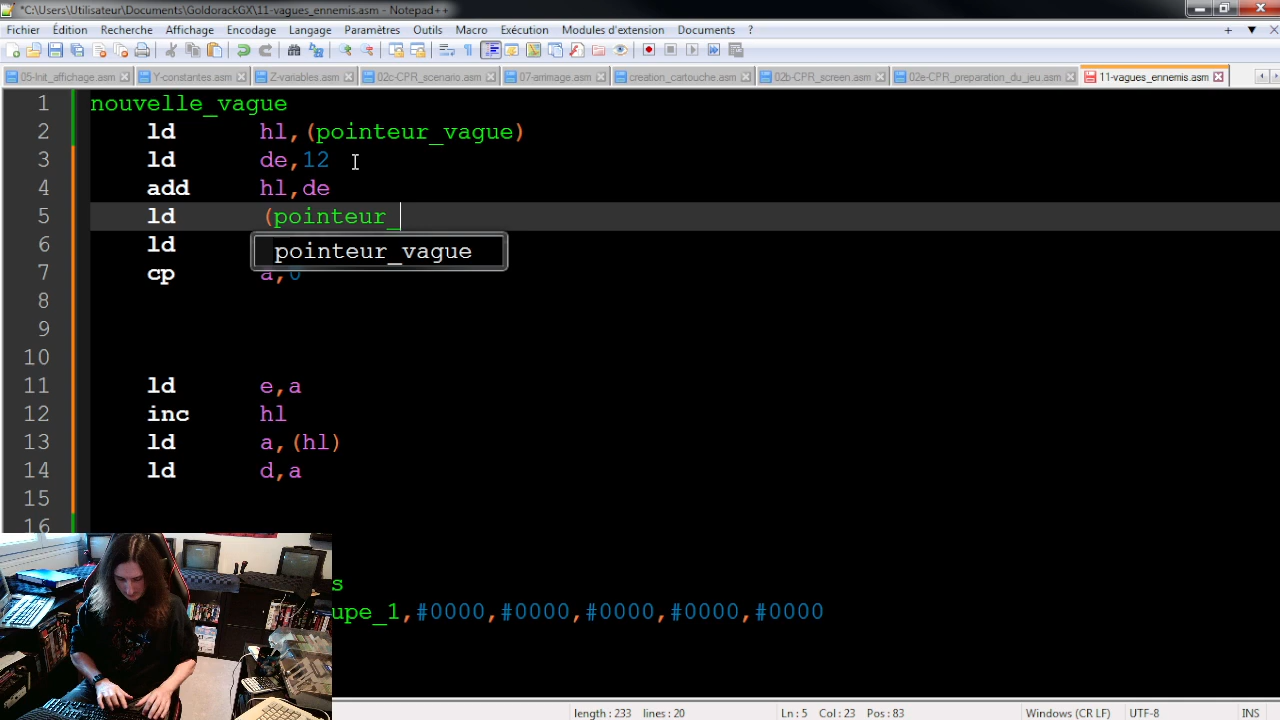 *C:\Users\Utilisateur\Documents\GoldorackGX\11-vagues_ennemis.asm - Notepad++
Fichier Édition Recherche Affichage Encodage Langage Paramètres Outils Macro Exécution Modules d'extension Documents ? + ▼ X
05-Init_affichage.asm Y-constantes.asm Z-variables.asm 02c-CPR_scenario.asm 07-arrimage.asm creation_cartouche.asm 02b-CPR_screen.asm 02e-CPR_preparation_du_jeu.asm 11-vagues_ennemis.asm
1 nouvelle_vague
2 ld hl,(pointeur_vague)
3 ld de,12
4 add hl,de
5 ld (pointeur_
6 ld pointeur_vague
7 cp a,0
8
9
10
11 ld e,a
12 inc hl
13 ld a,(hl)
14 ld d,a
15
16
s
upe_1,#0000,#0000,#0000,#0000,#0000
length : 233 lines : 20 Ln : 5 Col : 23 Pos : 83 Windows (CR LF) UTF-8 INS